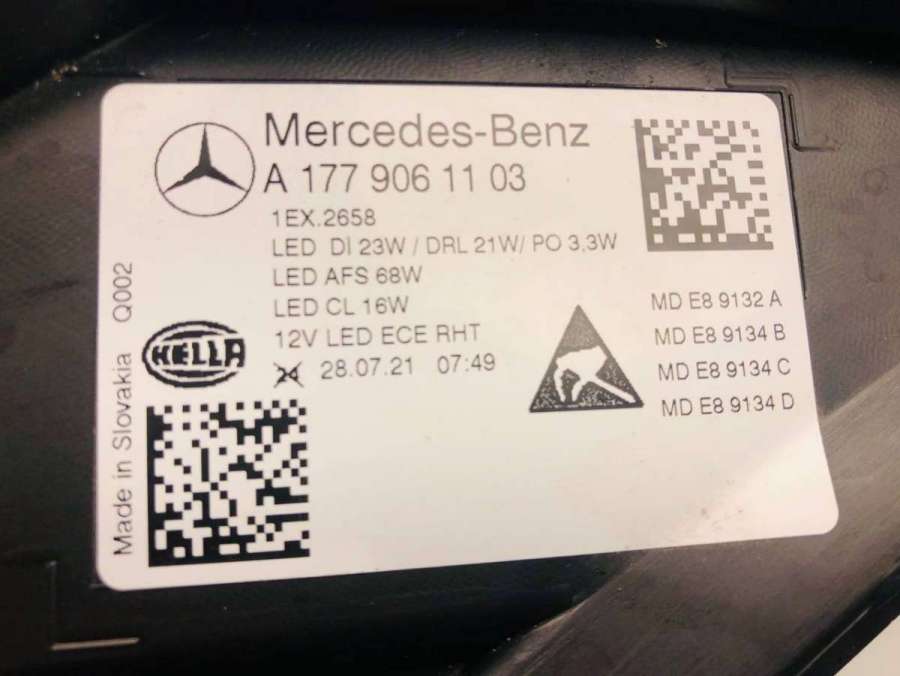 Mercedes-Benz
A 177 906 11 03
1EX.2658
LED DI 23W / DRL 21W/ PO 3,3W
LED AFS 68W
LED CL 16W
12V LED ECE RHT
24 28.07.21 07:49
HELLA
Made in Slovakia Q002
MD E8 9132 A
MD E8 9134 B
MD E8 9134 C
MD E8 9134 D